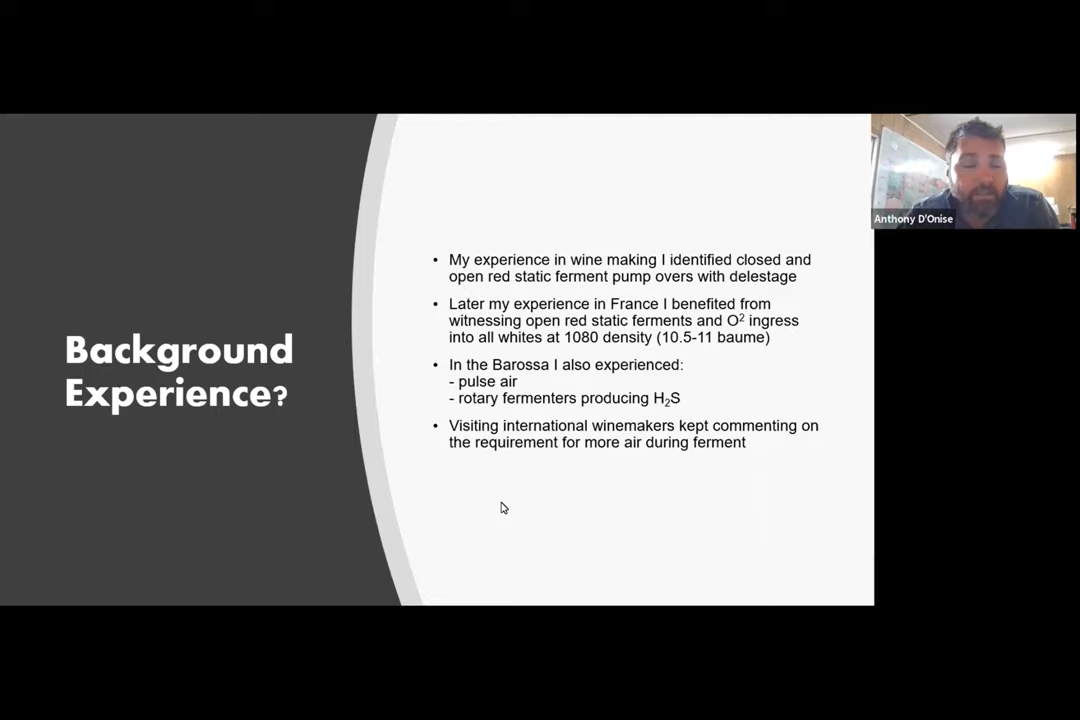 Background
Experience?
• My experience in wine making I identified closed and
open red static ferment pump overs with delestage
• Later my experience in France I benefited from
witnessing open red static ferments and O² ingress
into all whites at 1080 density (10.5-11 baume)
• In the Barossa I also experienced:
- pulse air
- rotary fermenters producing H₂S
• Visiting international winemakers kept commenting on
the requirement for more air during ferment
Anthony D'Onise